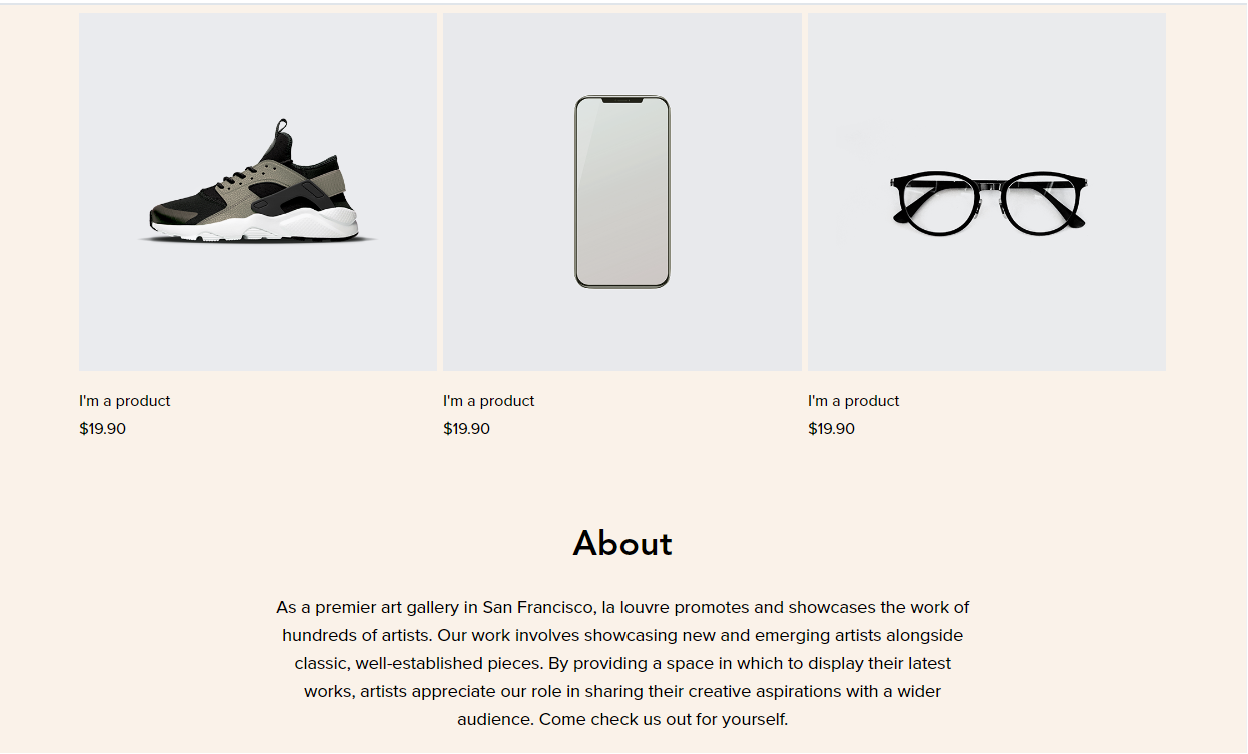 I'm a product
$19.90
I'm a product
$19.90
I'm a product
$19.90
About
As a premier art gallery in San Francisco, la louvre promotes and showcases the work of
hundreds of artists. Our work involves showcasing new and emerging artists alongside
classic, well-established pieces. By providing a space in which to display their latest
works, artists appreciate our role in sharing their creative aspirations with a wider
audience. Come check us out for yourself.